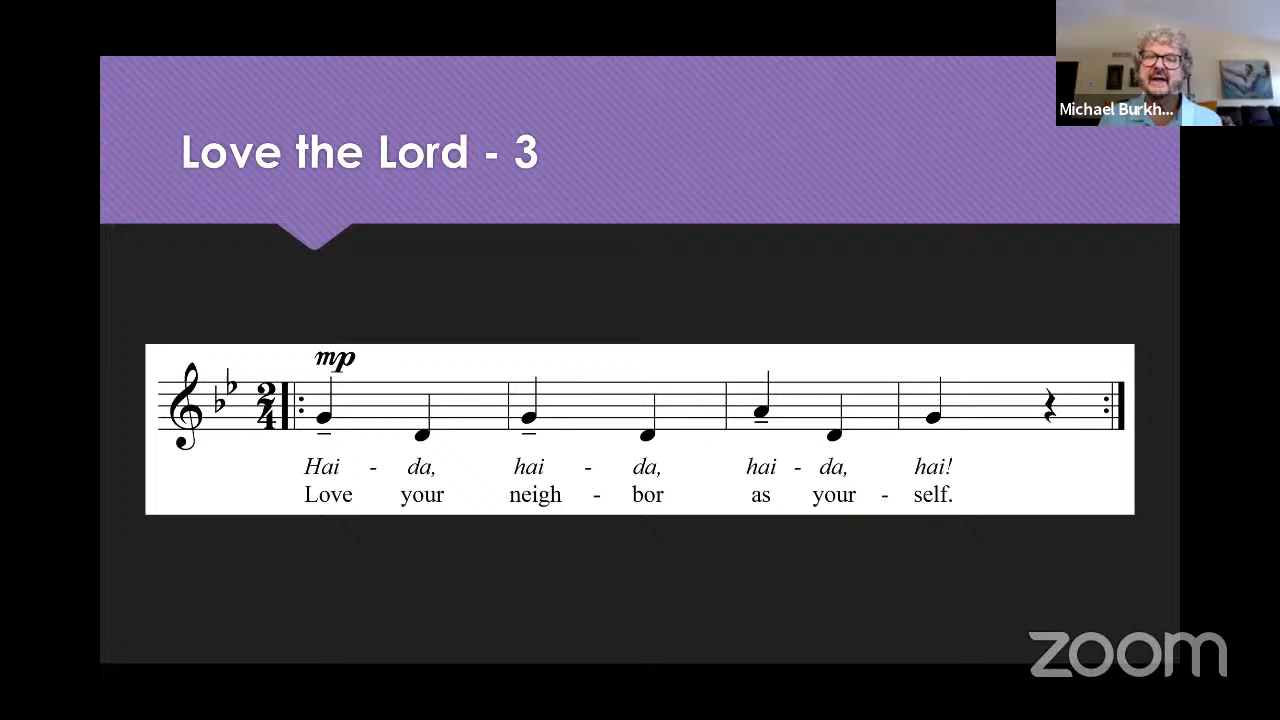 Michael Burkh...
Love the Lord - 3
mp
2
4
Hai - da, hai - da, hai - da, hai!
Love your neigh - bor as your - self.
zoom